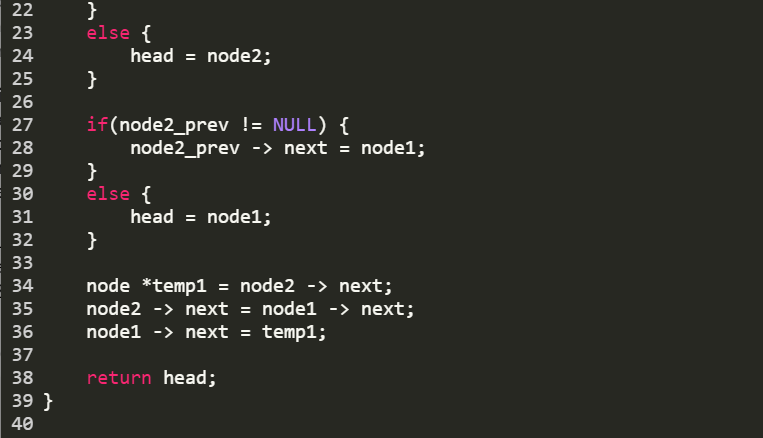 22     }
23     else {
24         head = node2;
25     }
26
27     if(node2_prev != NULL) {
28         node2_prev -> next = node1;
29     }
30     else {
31         head = node1;
32     }
33
34     node *temp1 = node2 -> next;
35     node2 -> next = node1 -> next;
36     node1 -> next = temp1;
37
38     return head;
39 }
40